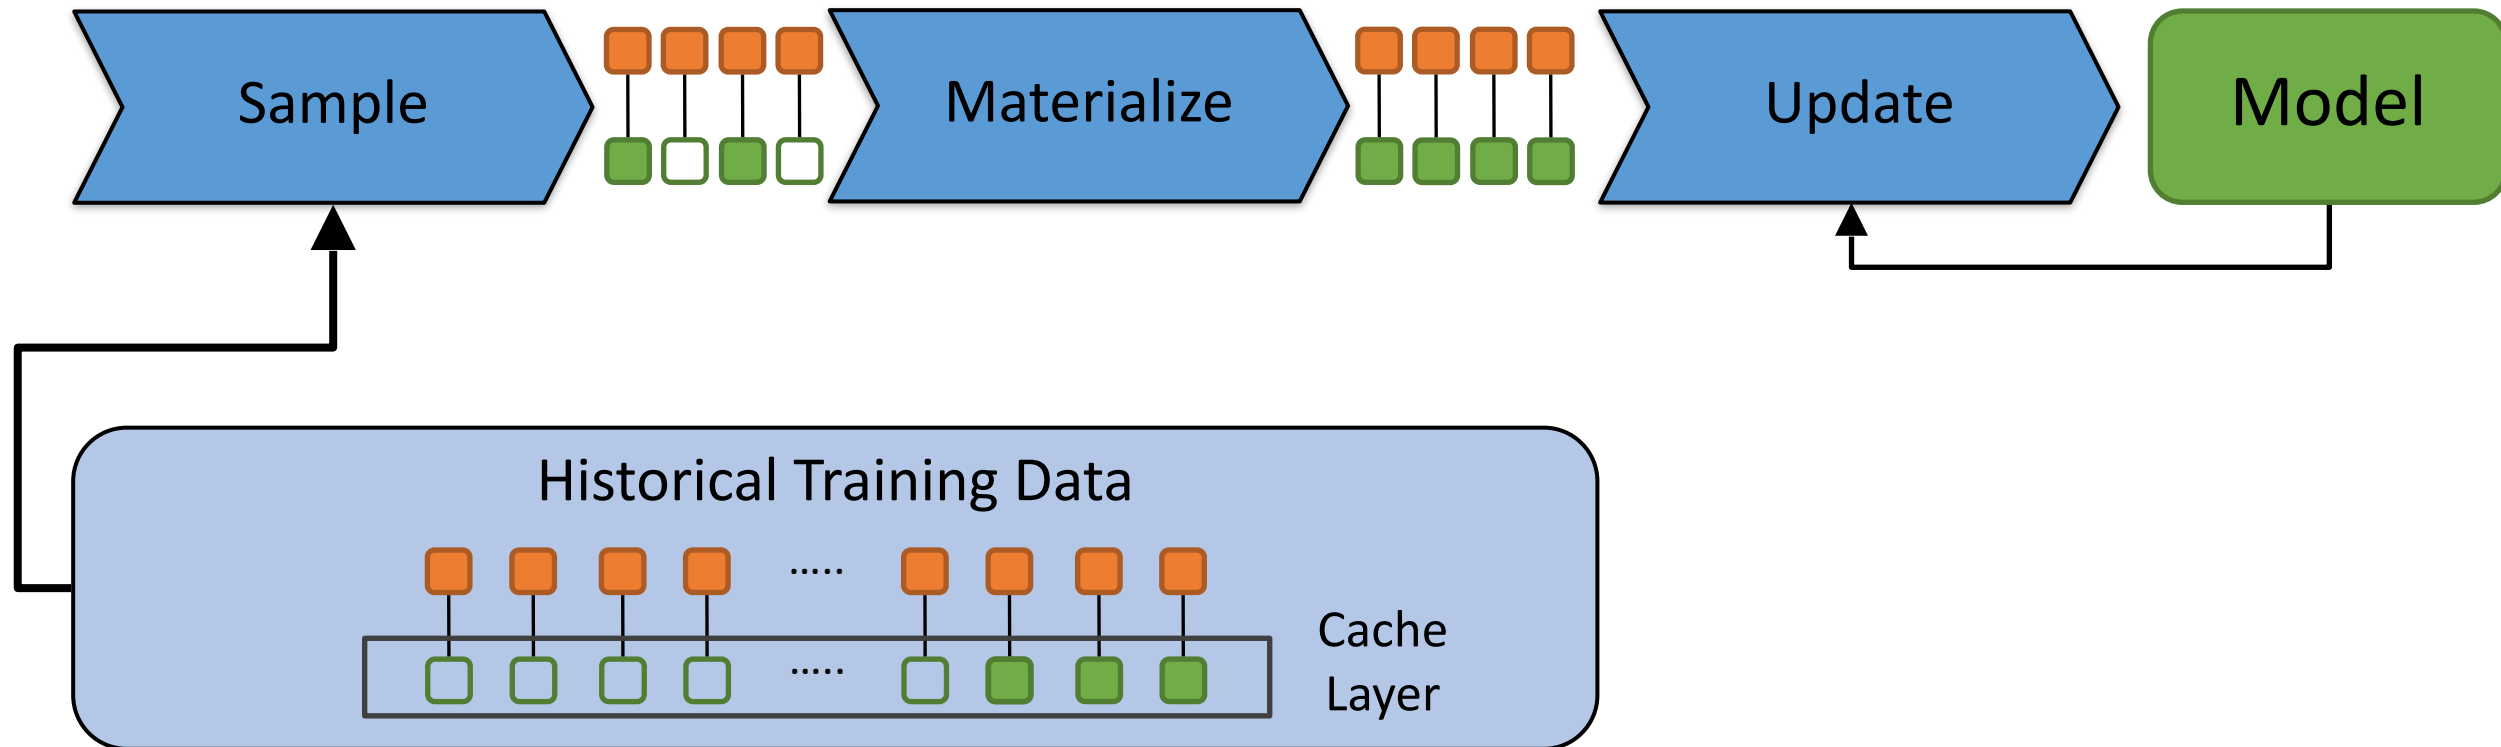 Sample
Materialize
Update
Model
Historical Training Data
.....
Cache
Layer
.....